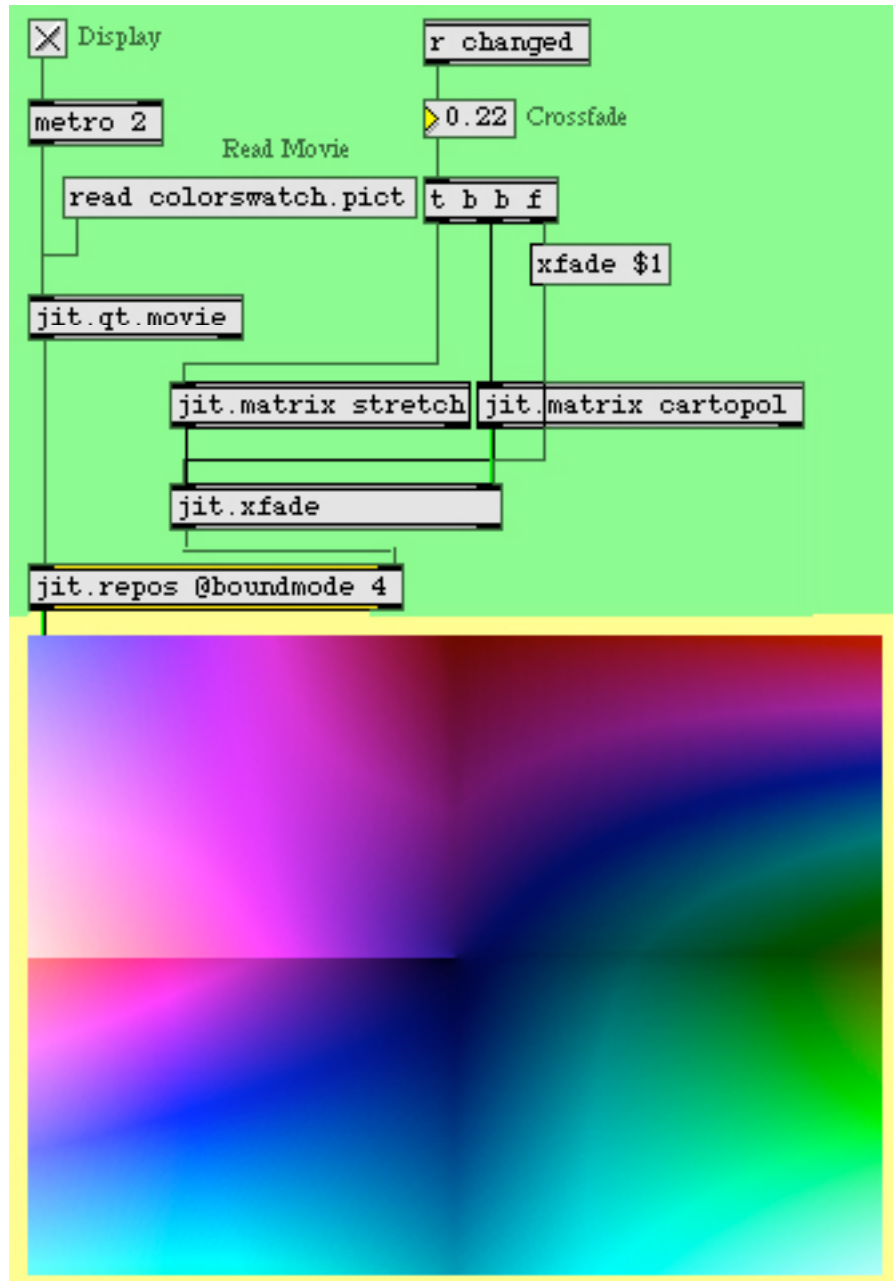 Display
r changed
metro 2
0.22 Crossfade
Read Movie
read colorswatch.pict
t b b f
xfade $1
jit.qt.movie
jit.matrix stretch
jit.matrix cartopol
jit.xfade
jit.repos @boundmode 4